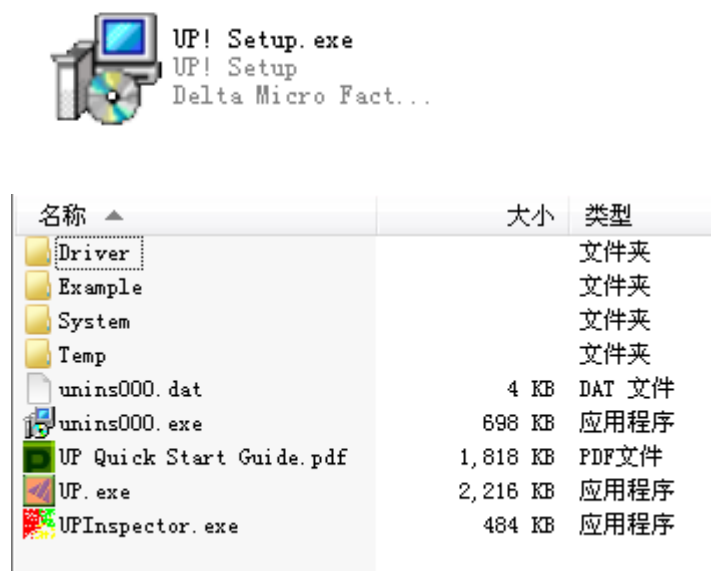 UP! Setup.exe
UP! Setup
Delta Micro Fact...
名称 大小 类型
Driver 文件夹
Example 文件夹
System 文件夹
Temp 文件夹
unins000.dat 4 KB DAT 文件
unins000.exe 698 KB 应用程序
UP Quick Start Guide.pdf 1,818 KB PDF文件
UP.exe 2,216 KB 应用程序
UPInspector.exe 484 KB 应用程序